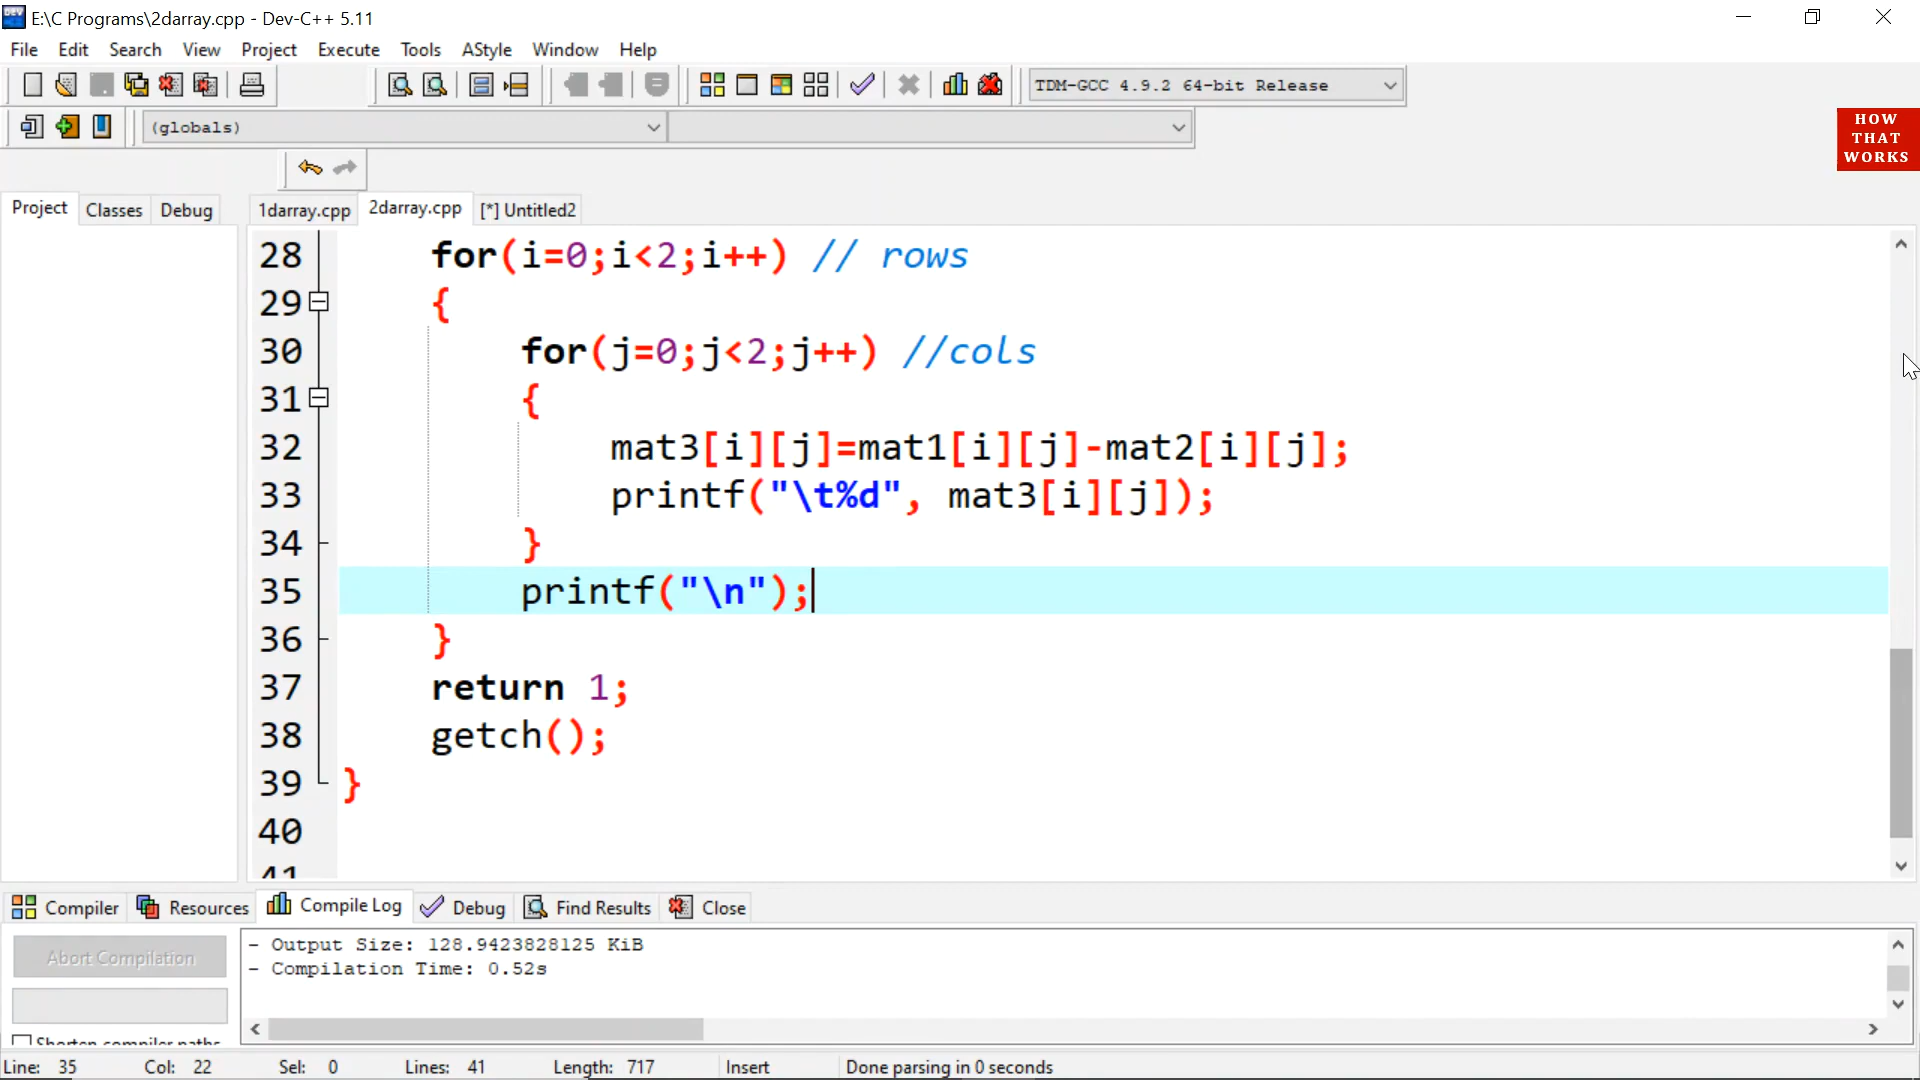 E:\C Programs\2darray.cpp - Dev-C++ 5.11
File Edit Search View Project Execute Tools AStyle Window Help
TDM-GCC 4.9.2 64-bit Release
(globals)
HOW
THAT
WORKS
Project Classes Debug 1darray.cpp 2darray.cpp [*] Untitled2
28 for(i=0;i<2;i++) // rows
29 {
30 for(j=0;j<2;j++) //cols
31 {
32 mat3[i][j]=mat1[i][j]-mat2[i][j];
33 printf("\t%d", mat3[i][j]);
34 }
35 printf("\n");
36 }
37 return 1;
38 getch();
39 }
40
41
Compiler Resources Compile Log Debug Find Results Close
Abort Compilation
- Output Size: 128.9423828125 KiB
- Compilation Time: 0.52s
Shorten compiler paths
Line: 35 Col: 22 Sel: 0 Lines: 41 Length: 717 Insert Done parsing in 0 seconds